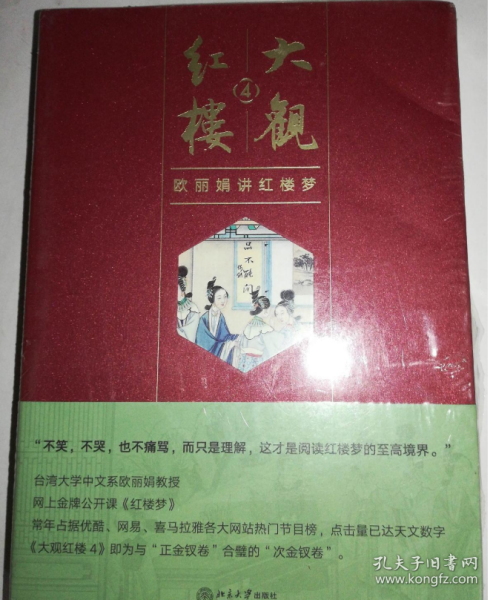 大观
红楼
④
欧丽娟讲红楼梦
“不笑，不哭，也不痛骂，而只是理解，这才是阅读红楼梦的至高境界。”
台湾大学中文系欧丽娟教授
网上金牌公开课《红楼梦》
常年占据优酷、网易、喜马拉雅各大网站热门节目榜，点击量已达天文数字
《大观红楼4》即为与“正金钗卷”合璧的“次金钗卷”。
北京大学出版社
孔夫子旧书网
www.kongfz.com